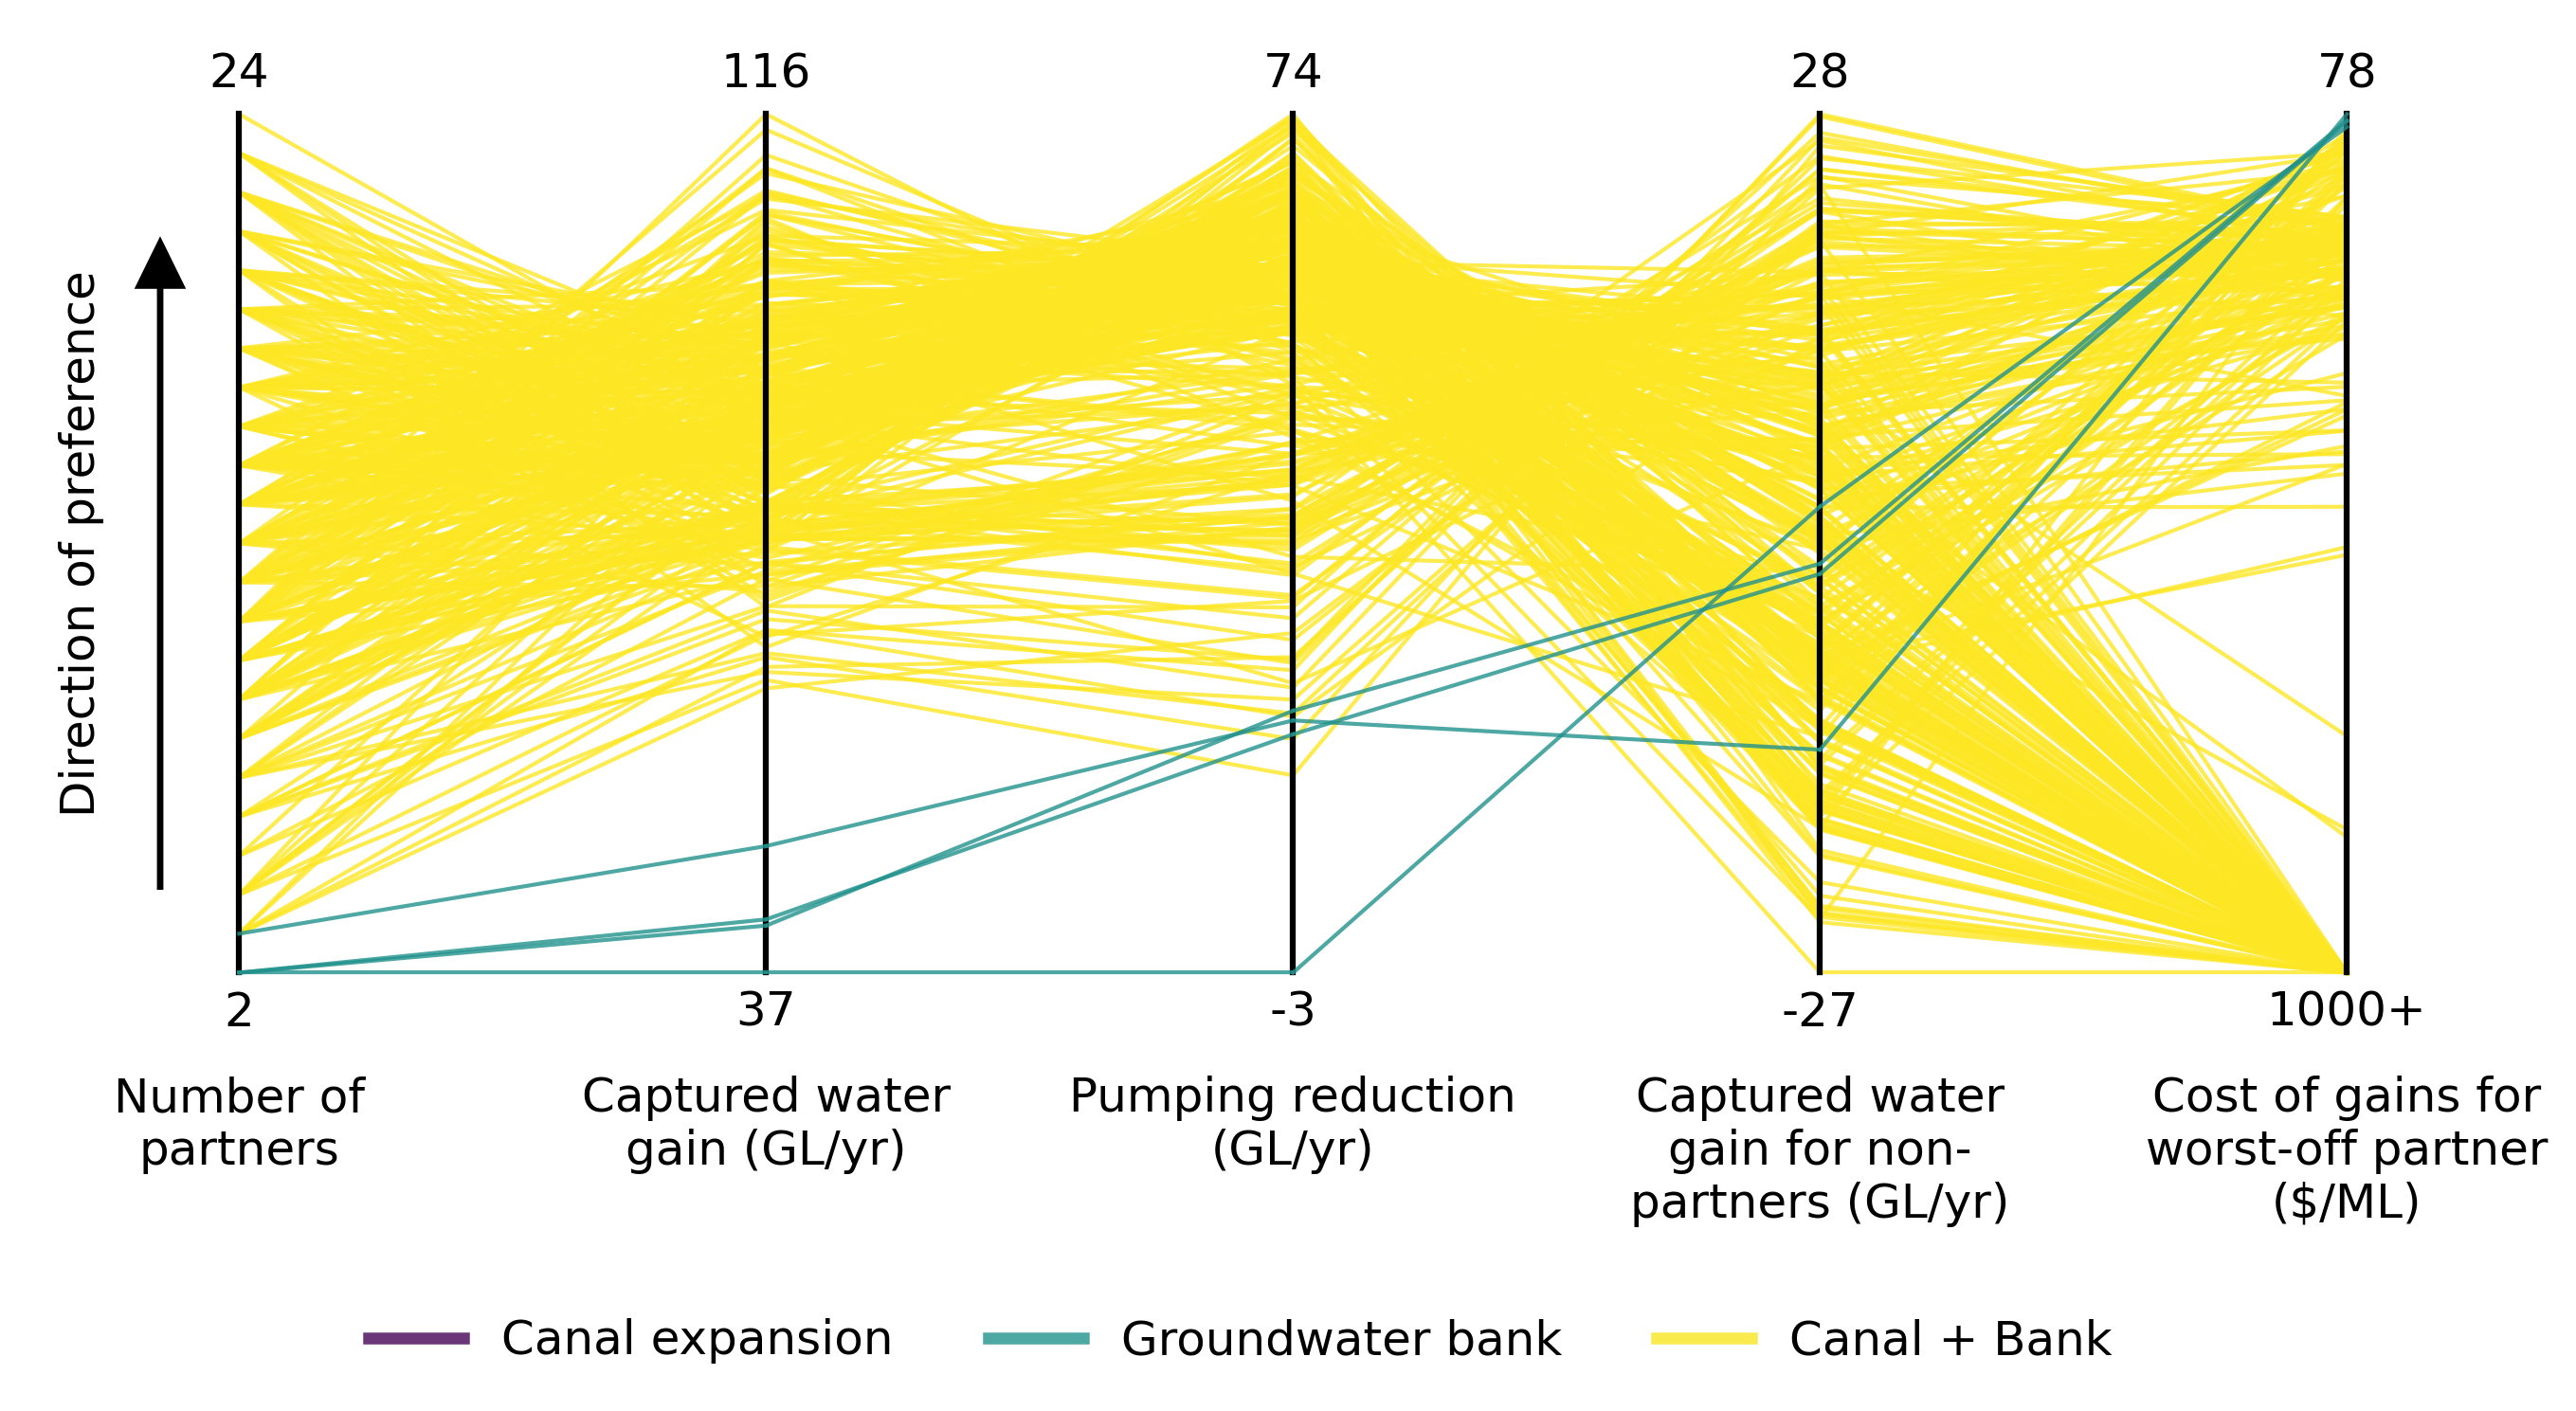 24 116 74 28 78
Direction of preference
2 37 -3 -27 1000+
Number of
partners
Captured water
gain (GL/yr)
Pumping reduction
(GL/yr)
Captured water
gain for non-
partners (GL/yr)
Cost of gains for
worst-off partner
($/ML)
Canal expansion Groundwater bank Canal + Bank